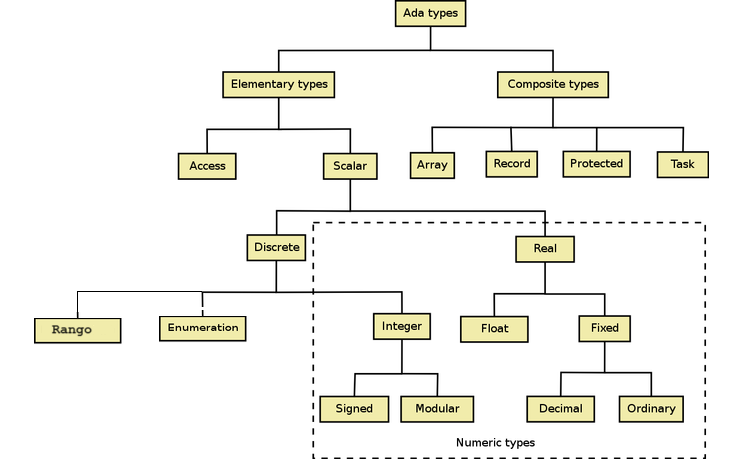 Ada types
Elementary types
Composite types
Access
Scalar
Array
Record
Protected
Task
Discrete
Real
Rango
Enumeration
Integer
Float
Fixed
Signed
Modular
Decimal
Ordinary
Numeric types